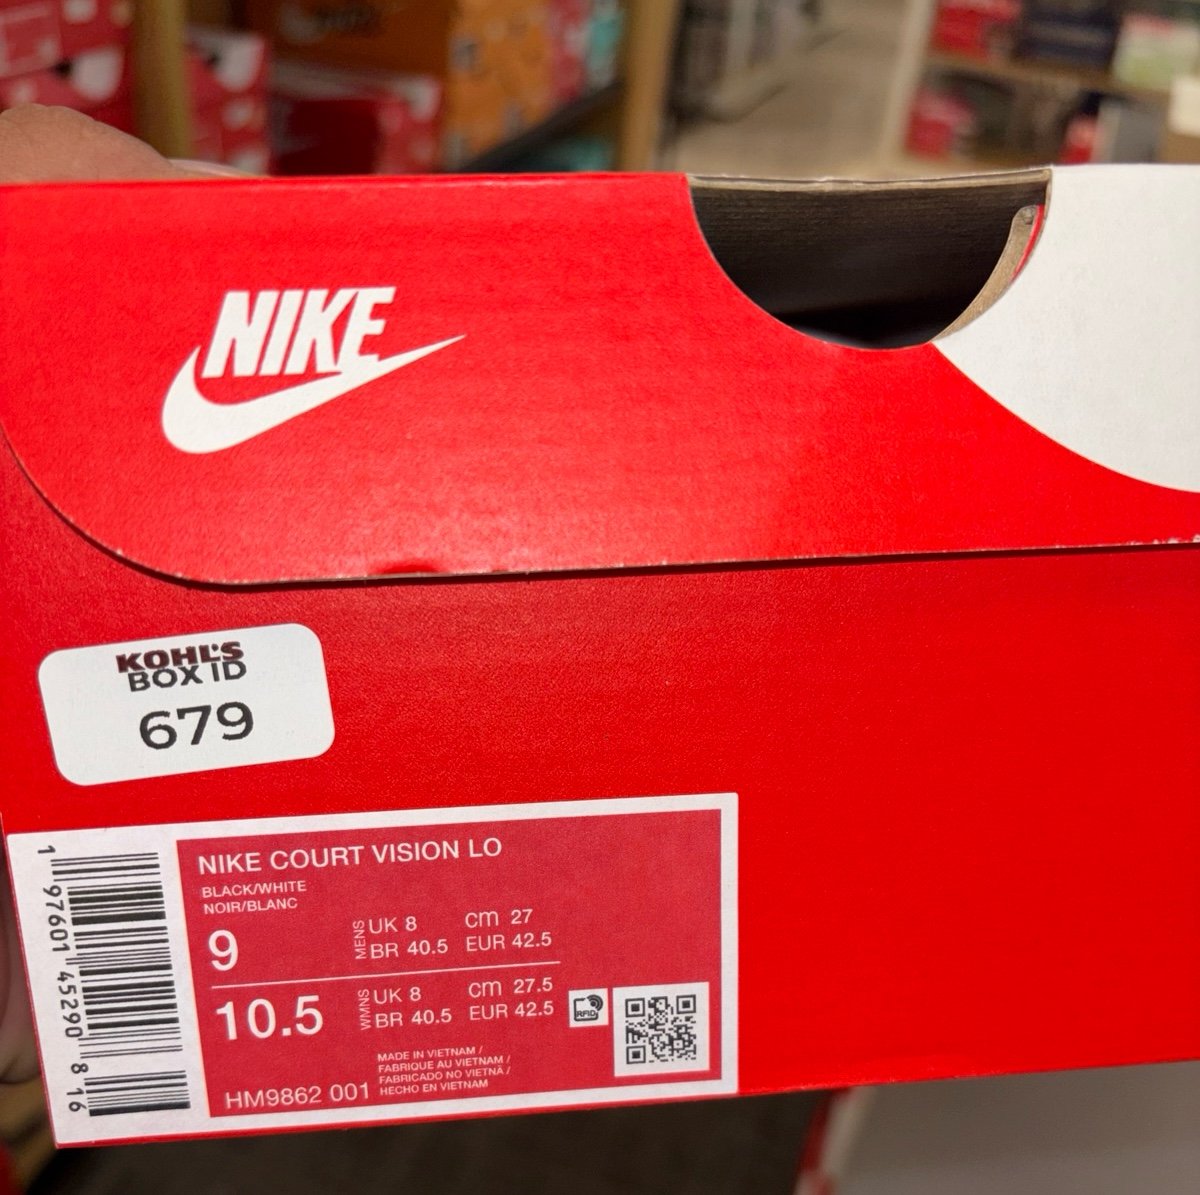 NIKE
KOHL'S
BOX ID
679
NIKE COURT VISION LO
BLACK/WHITE
NOIR/BLANC
9 MENS UK 8 cm 27
BR 40.5 EUR 42.5
10.5 WMNS UK 8 cm 27.5
BR 40.5 EUR 42.5
RFID
MADE IN VIETNAM /
FABRIQUE AU VIETNAM /
FABRICADO NO VIETNÃ /
HECHO EN VIETNAM
HM9862 001
1 97601 45290 8 16